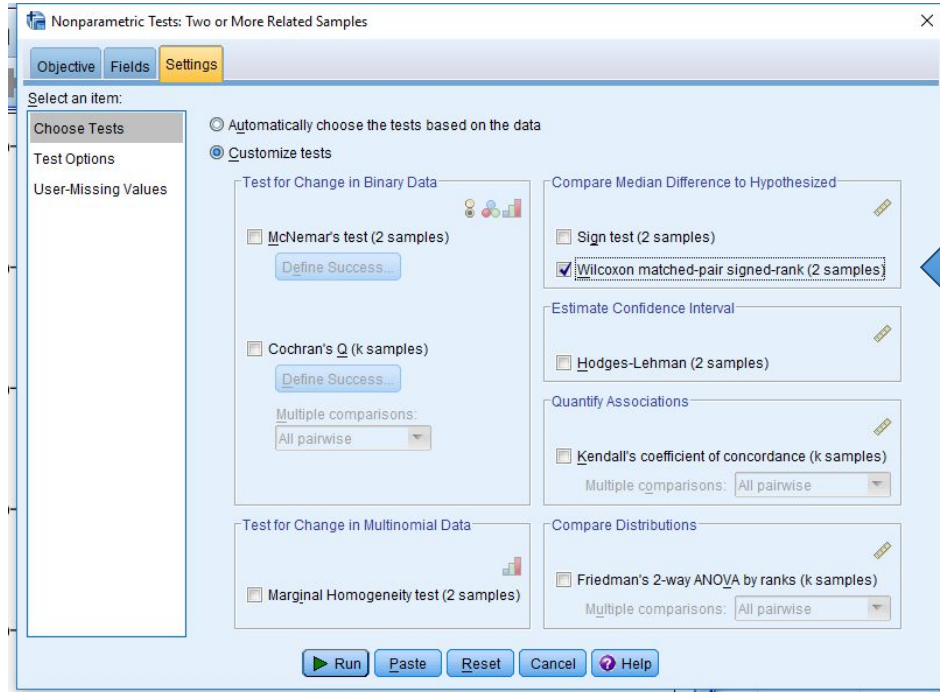 Nonparametric Tests: Two or More Related Samples
Objective Fields Settings
Select an item:
Choose Tests
Test Options
User-Missing Values
Automatically choose the tests based on the data
Customize tests
Test for Change in Binary Data
McNemar's test (2 samples)
Define Success...
Cochran's Q (k samples)
Define Success...
Multiple comparisons:
All pairwise
Test for Change in Multinomial Data
Marginal Homogeneity test (2 samples)
Compare Median Difference to Hypothesized
Sign test (2 samples)
Wilcoxon matched-pair signed-rank (2 samples)
Estimate Confidence Interval
Hodges-Lehman (2 samples)
Quantify Associations
Kendall's coefficient of concordance (k samples)
Multiple comparisons: All pairwise
Compare Distributions
Friedman's 2-way ANOVA by ranks (k samples)
Multiple comparisons: All pairwise
Run Paste Reset Cancel Help